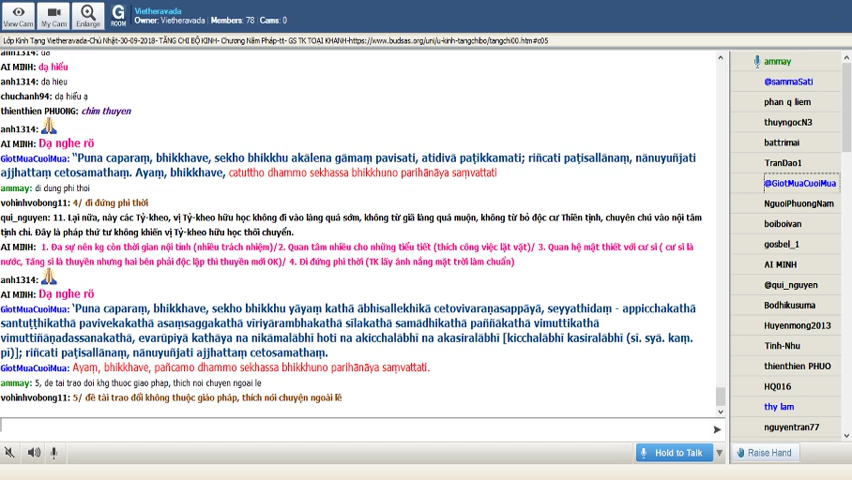 View Cam
My Cam
Enlarge
G
ROOM
Vietheravada
Owner: Vietheravada / Members: 78 / Cams: 0
Lớp Kinh Tạng Vietheravada-Chủ Nhật-30-09-2018- TĂNG CHI BỘ KINH- Chương Năm Pháp-tt- GS TK TOẠI KHANH-https://www.budsas.org/uni/u-kinh-tangchibo/tangchi00.htm#c05
anh1314: da
AI MINH: dạ hiểu
anh1314: dạ hieu
chuchanh94: dạ hiểu ạ
thienthien PHUONG: chìm thuyen
anh1314:
AI MINH: Dạ nghe rõ
GiotMuaCuoiMua: "Puna caparaṃ, bhikkhave, sekho bhikkhu akālena gāmaṃ pavisati, atidivā paṭikkamati; riñcati paṭisallānaṃ, nānuyuñjati
ajjhattaṃ cetosamathaṃ. Ayaṃ, bhikkhave, catuttho dhammo sekhassa bhikkhuno parihānāya saṃvattati
ammay: di dung phi thoi
vohinhvobong11: 4/ đi đứng phi thời
qui_nguyen: 11. Lại nữa, này các Tỷ-kheo, vị Tỷ-kheo hữu học không đi vào làng quá sớm, không từ giã làng quá muộn, không từ bỏ độc cư Thiền tịnh, chuyên chú vào nội tâm
tịnh chỉ. Đây là pháp thứ tư không khiến vị Tỷ-kheo hữu học thối chuyển.
AI MINH: 1. Đa sự nên kg còn thời gian nội tỉnh (nhiều trách nhiệm)/2. Quan tâm nhiều cho những tiểu tiết (thích công việc lặt vặt)/ 3. Quan hệ mật thiết với cư sĩ ( cư sĩ là
nước, Tăng sĩ là thuyền nhưng hai bên phải độc lập thì thuyền mới OK)/ 4. Đi đứng phi thời (TK lấy ánh nắng mặt trời làm chuẩn)
anh1314:
AI MINH: Dạ nghe rõ
GiotMuaCuoiMua: 'Puna caparaṃ, bhikkhave, sekho bhikkhu yāyaṃ kathā ābhisallekhikā cetovivaraṇasappāyā, seyyathidaṃ - appicchakathā
santuṭṭhikathā pavivekakathā asaṃsaggakathā vīriyārambhakathā sīlakathā samādhikathā paññākathā vimuttikathā
vimuttiñāṇadassanakathā, evarūpiyā kathāya na nikāmalābhī hoti na akicchalābhī na akasiralābhī [kicchalābhī kasiralābhī (sī. syā. kaṃ.
pī)]; riñcati paṭisallānaṃ, nānuyuñjati ajjhattaṃ cetosamathaṃ.
GiotMuaCuoiMua: Ayaṃ, bhikkhave, pañcamo dhammo sekhassa bhikkhuno parihānāya saṃvattati.
ammay: 5, de tai trao doi khg thuoc giao phap, thich noi chuyen ngoai le
vohinhvobong11: 5/ đề tài trao đổi không thuộc giáo pháp, thích nói chuyện ngoài lề
ammay
@sammaSati
phan q liem
thuyngocN3
battrimai
TranDao1
@GiotMuaCuoiMua
NguoiPhuongNam
boiboivan
gosbel_1
AI MINH
@qui_nguyen
Bodhikusuma
Huyenmong2013
Tinh-Nhu
thienthien PHUO
HQ016
thy lam
nguyentran77
Hold to Talk
Raise Hand